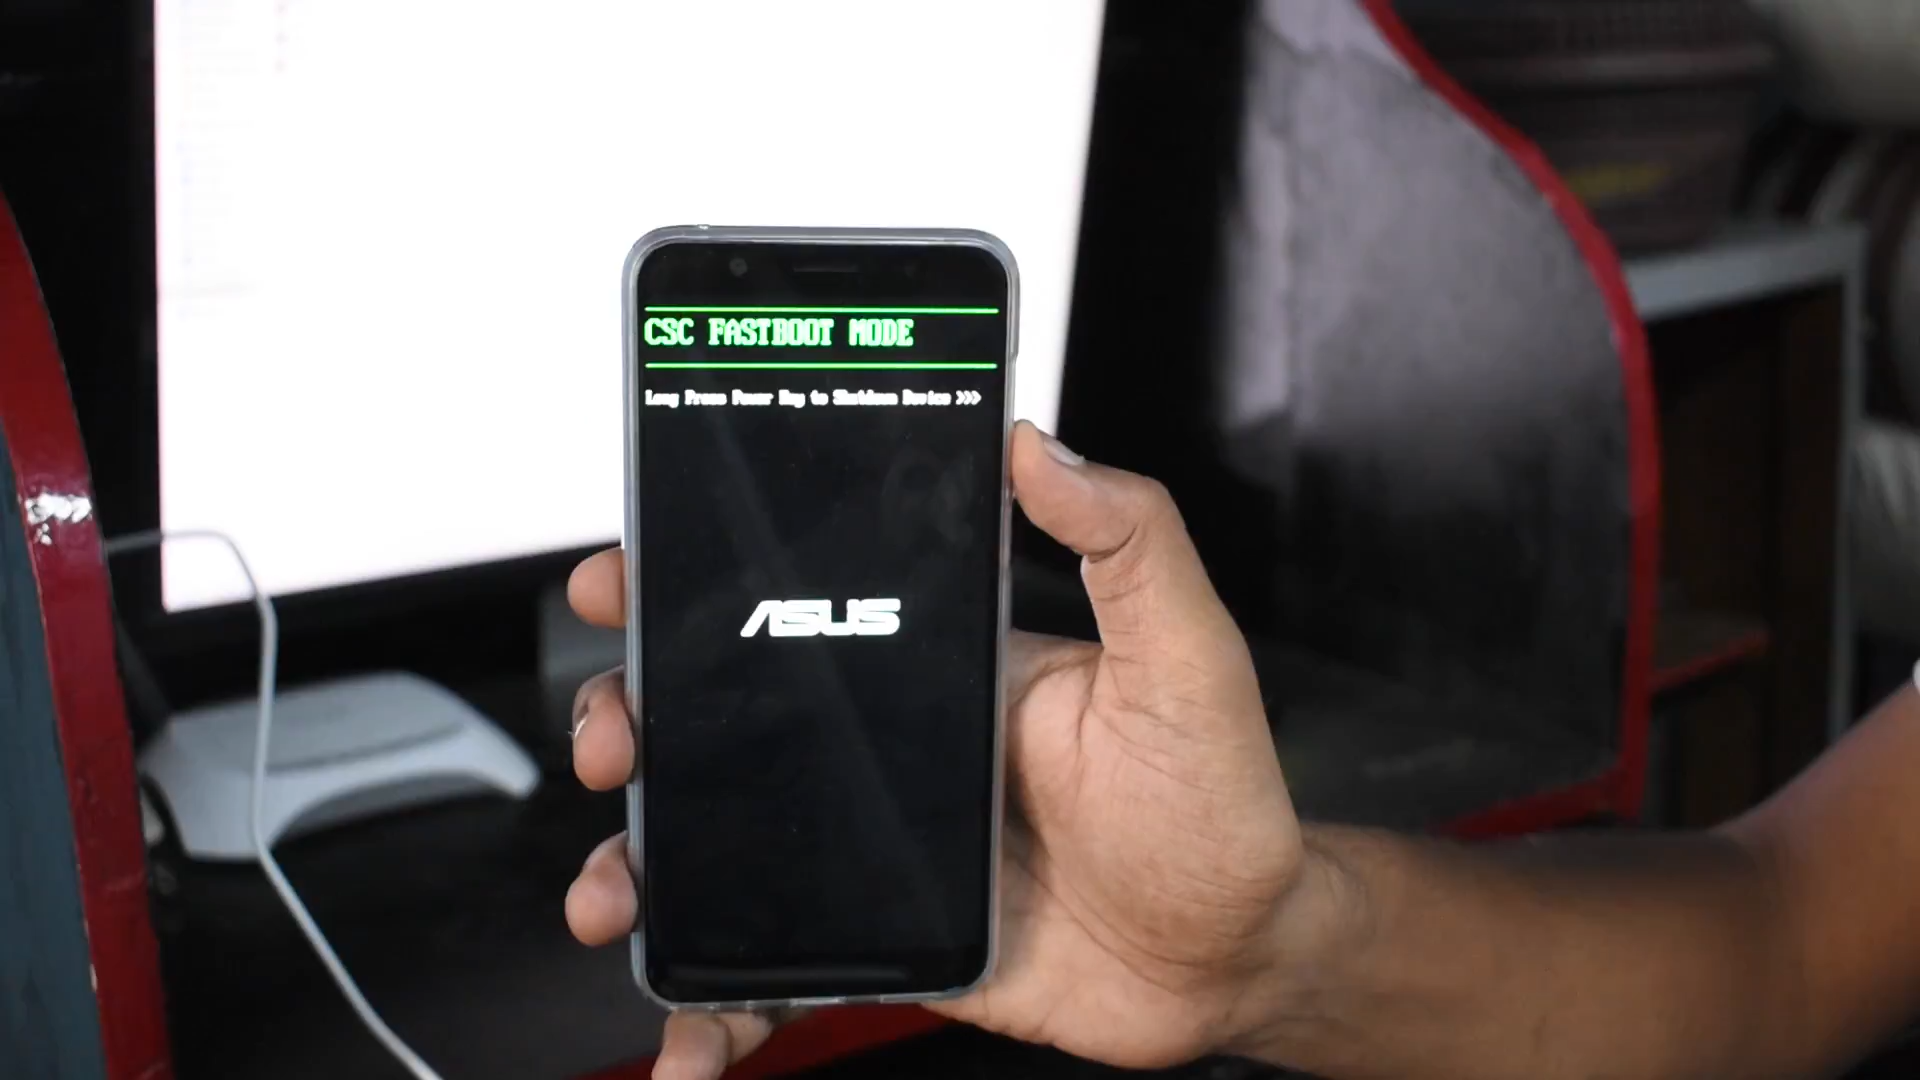 CSC FASTBOOT MODE
Long Press Power Key to Shutdown Device >>>
ASUS